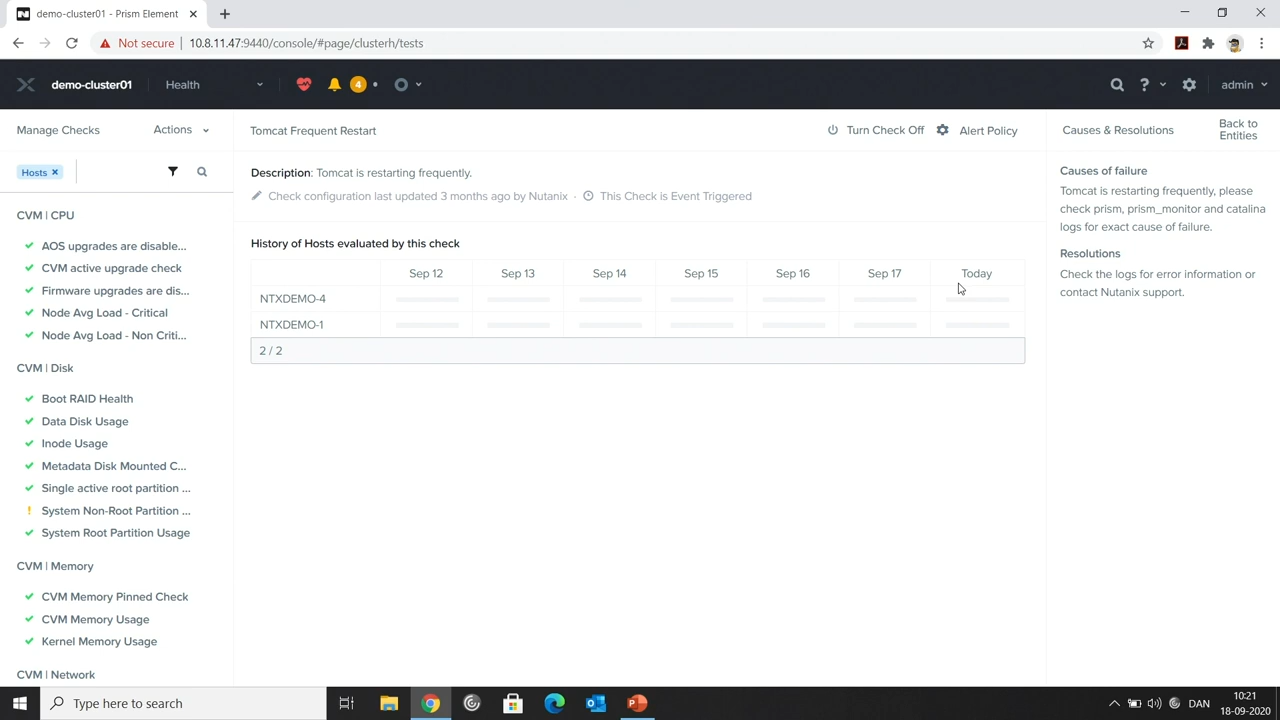 demo-cluster01 - Prism Element
Not secure
10.8.11.47:9440/console/#page/clusterh/tests
demo-cluster01
Health
4
?
admin
Manage Checks
Actions
Hosts ×
CVM | CPU
AOS upgrades are disable...
CVM active upgrade check
Firmware upgrades are dis...
Node Avg Load - Critical
Node Avg Load - Non Criti...
CVM | Disk
Boot RAID Health
Data Disk Usage
Inode Usage
Metadata Disk Mounted C...
Single active root partition ...
System Non-Root Partition ...
System Root Partition Usage
CVM | Memory
CVM Memory Pinned Check
CVM Memory Usage
Kernel Memory Usage
CVM | Network
Tomcat Frequent Restart
Turn Check Off
Alert Policy
Description: Tomcat is restarting frequently.
Check configuration last updated 3 months ago by Nutanix · This Check is Event Triggered
History of Hosts evaluated by this check
Sep 12 Sep 13 Sep 14 Sep 15 Sep 16 Sep 17 Today
NTXDEMO-4
NTXDEMO-1
2 / 2
Causes & Resolutions
Back to
Entities
Causes of failure
Tomcat is restarting frequently, please
check prism, prism_monitor and catalina
logs for exact cause of failure.
Resolutions
Check the logs for error information or
contact Nutanix support.
Type here to search
DAN
10:21
18-09-2020